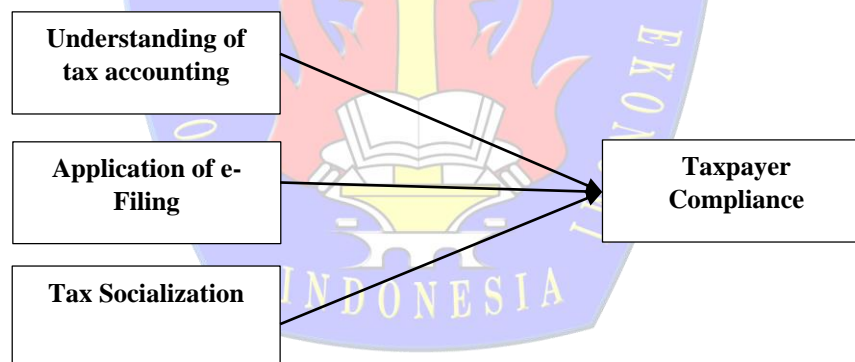 Understanding of
tax accounting
Application of e-
Filing
Tax Socialization
Taxpayer
Compliance
INDONESIA